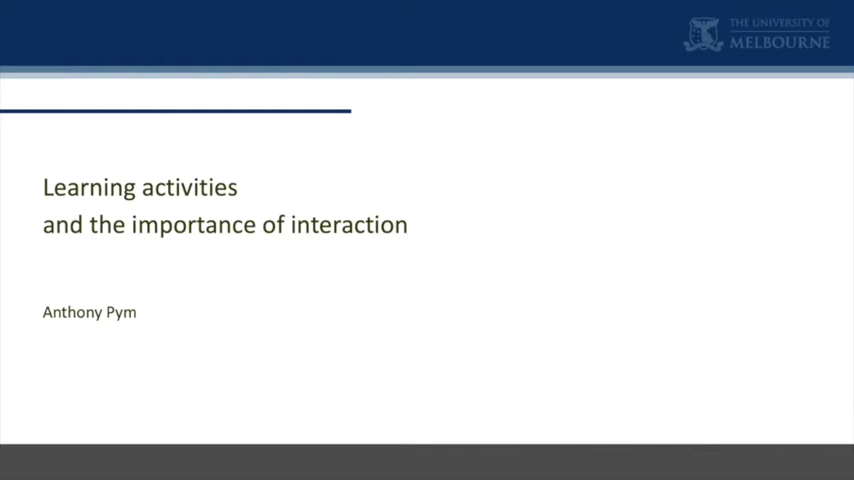 THE UNIVERSITY OF
MELBOURNE
Learning activities
and the importance of interaction
Anthony Pym